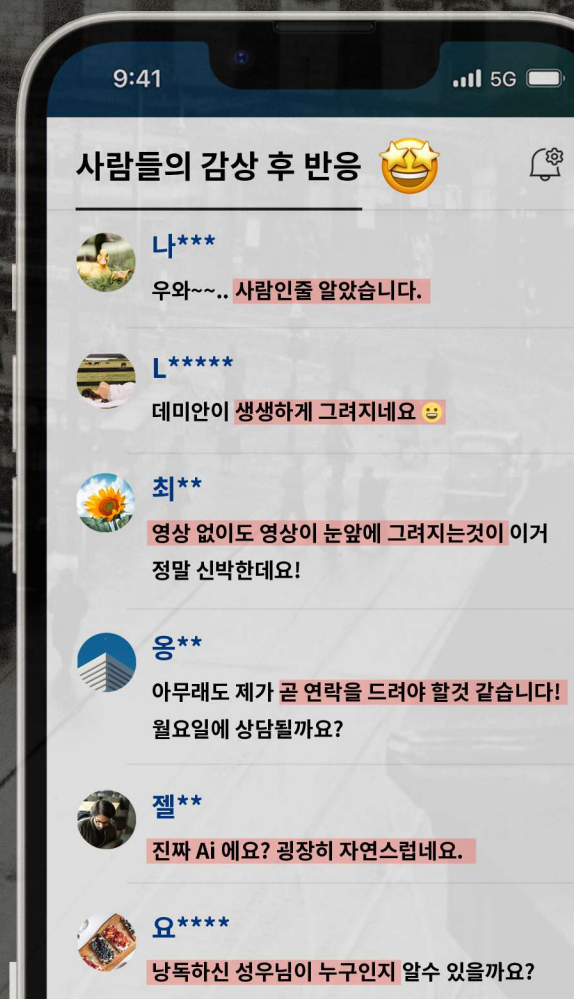 9:41
5G
사람들의 감상 후 반응
나***
우와~~.. 사람인줄 알았습니다.
L*****
데미안이 생생하게 그려지네요 😀
최**
영상 없이도 영상이 눈앞에 그려지는것이 이거
정말 신박한데요!
옹**
아무래도 제가 곧 연락을 드려야 할것 같습니다!
월요일에 상담될까요?
젤**
진짜 Ai 에요? 굉장히 자연스럽네요.
요****
낭독하신 성우님이 누구인지 알수 있을까요?